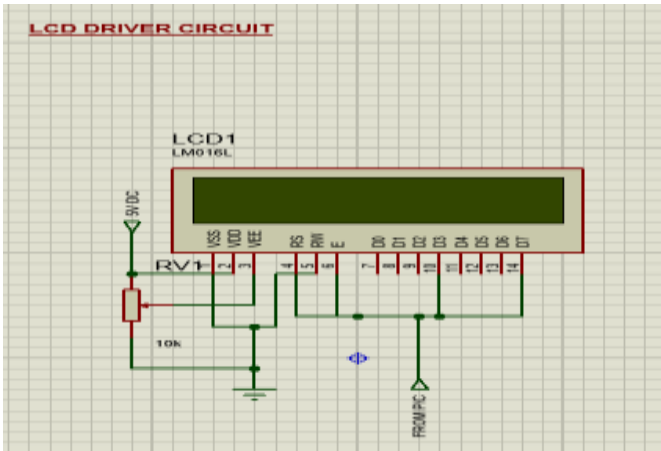 LCD DRIVER CIRCUIT
LCD1
LM016L
5V DC
VSS
VDD
VEE
RS
RW
E
D0
D1
D2
D3
D4
D5
D6
D7
RV1
1
2
3
4
5
6
7
8
9
10
11
12
13
14
10k
FROM PIC